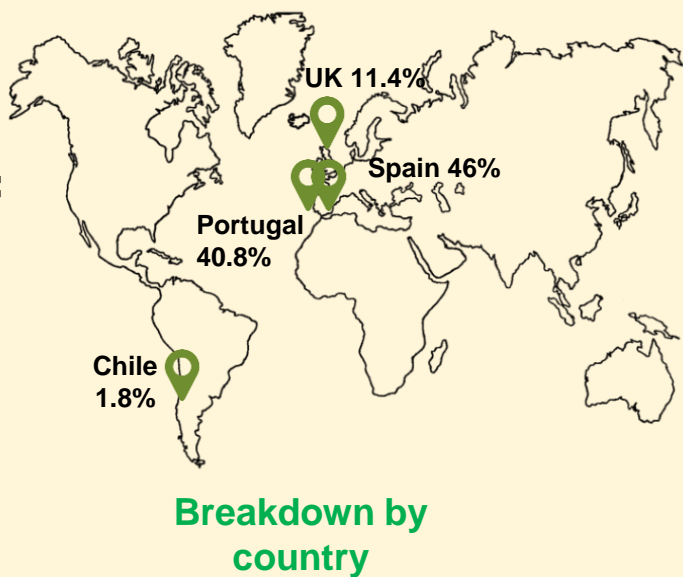 UK 11.4%
:
Spain 46%
Portugal
40.8%
Chile
1.8%
Breakdown by
country